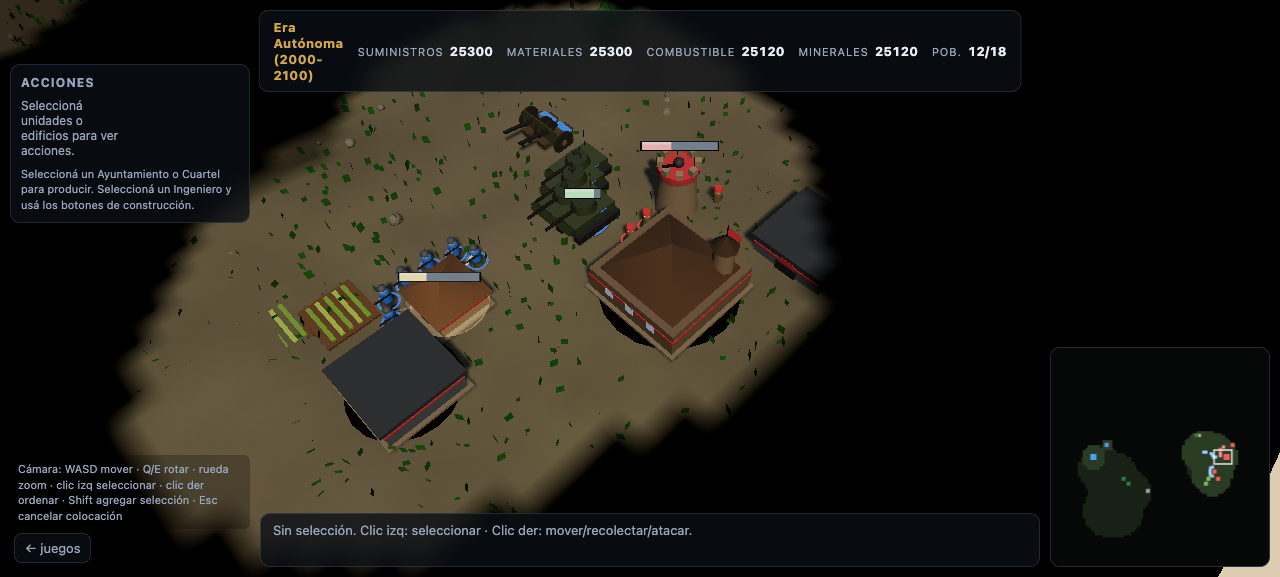 Era
Autónoma
(2000-
2100)
SUMINISTROS 25300 MATERIALES 25300 COMBUSTIBLE 25120 MINERALES 25120 POB. 12/18
ACCIONES
Seleccioná
unidades o
edificios para ver
acciones.
Seleccioná un Ayuntamiento o Cuartel
para producir. Seleccioná un Ingeniero y
usá los botones de construcción.
Cámara: WASD mover · Q/E rotar · rueda
zoom · clic izq seleccionar · clic der
ordenar · Shift agregar selección · Esc
cancelar colocación
← juegos
Sin selección. Clic izq: seleccionar · Clic der: mover/recolectar/atacar.